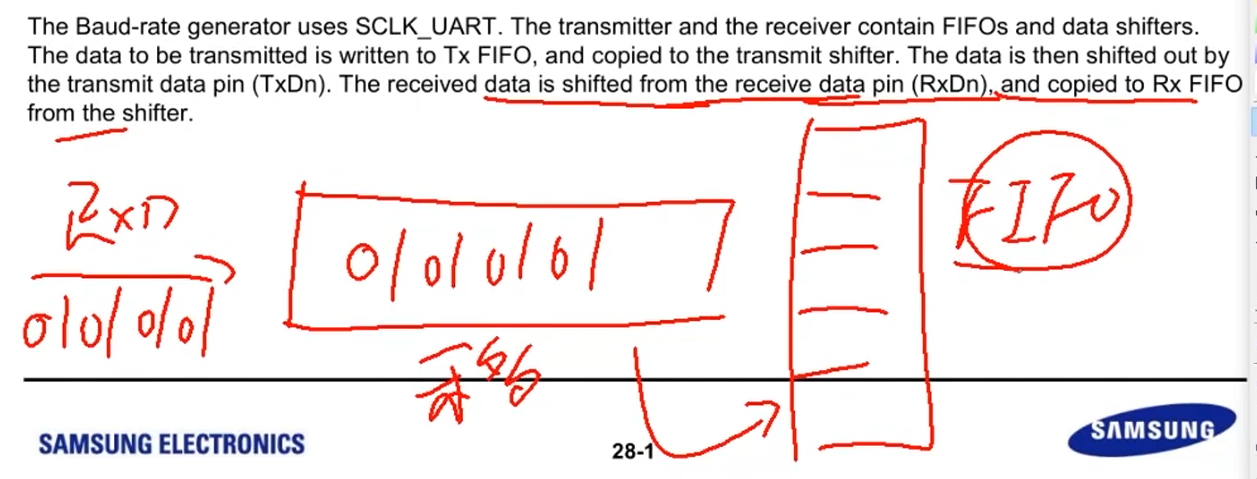 The Baud-rate generator uses SCLK_UART. The transmitter and the receiver contain FIFOs and data shifters.
The data to be transmitted is written to Tx FIFO, and copied to the transmit shifter. The data is then shifted out by
the transmit data pin (TxDn). The received data is shifted from the receive data pin (RxDn), and copied to Rx FIFO
from the shifter.
RxD
01010101
01010101
FIFO
SAMSUNG ELECTRONICS
28-1
SAMSUNG